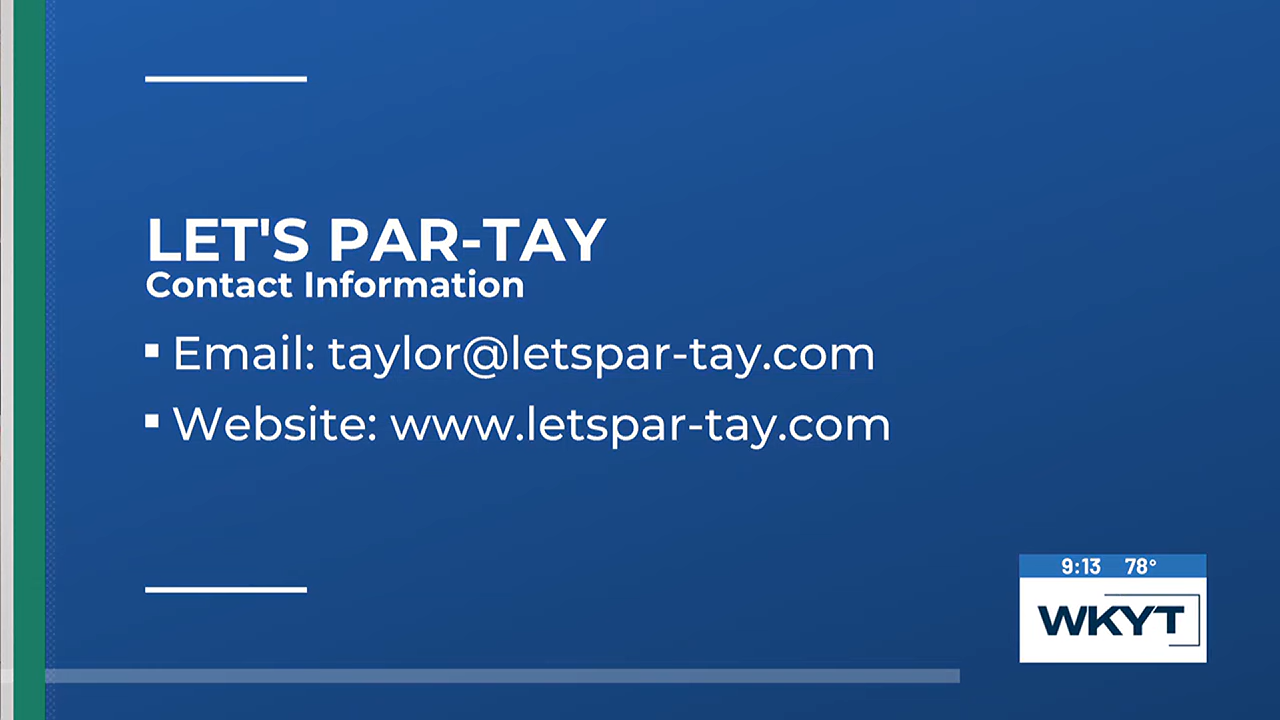 LET'S PAR-TAY
Contact Information
▪ Email: taylor@letspar-tay.com
▪ Website: www.letspar-tay.com
9:13 78°
WKYT